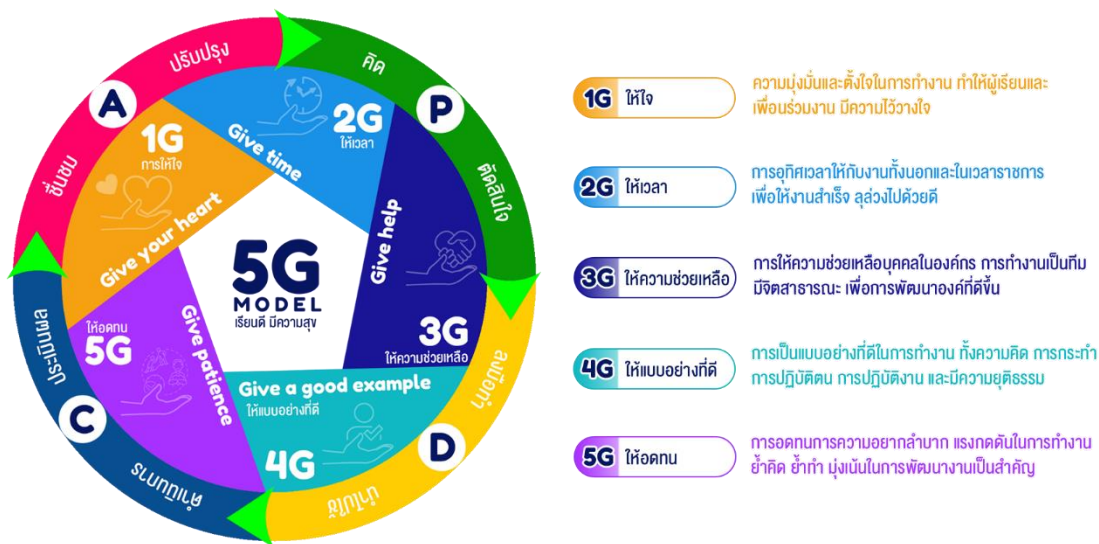 ปรับปรุง
ชื่นชม
A
คิด
ตัดสินใจ
P
ลงมือทำ
นำไปใช้
D
ดำเนินการ
ประเมินผล
C
1G
การให้ใจ
Give your heart
2G
ให้เวลา
Give time
3G
ให้ความช่วยเหลือ
Give help
Give a good example
ให้แบบอย่างที่ดี
4G
ให้อดทน
5G
Give patience
5G
MODEL
เรียนดี มีความสุข
1G ให้ใจ
ความมุ่งมั่นและตั้งใจในการทำงาน ทำให้ผู้เรียนและ
เพื่อนร่วมงาน มีความไว้วางใจ
2G ให้เวลา
การอุทิศเวลาให้กับงานทั้งนอกและในเวลาราชการ
เพื่อให้งานสำเร็จ ลุล่วงไปด้วยดี
3G ให้ความช่วยเหลือ
การให้ความช่วยเหลือบุคคลในองค์กร การทำงานเป็นทีม
มีจิตสาธารณะ เพื่อการพัฒนาองค์ที่ดีขึ้น
4G ให้แบบอย่างที่ดี
การเป็นแบบอย่างที่ดีในการทำงาน ทั้งความคิด การกระทำ
การปฏิบัติตน การปฏิบัติงาน และมีความยุติธรรม
5G ให้อดทน
การอดทนการความอยากลำบาก แรงกดดันในการทำงาน
ย้ำคิด ย้ำทำ มุ่งเน้นในการพัฒนางานเป็นสำคัญ